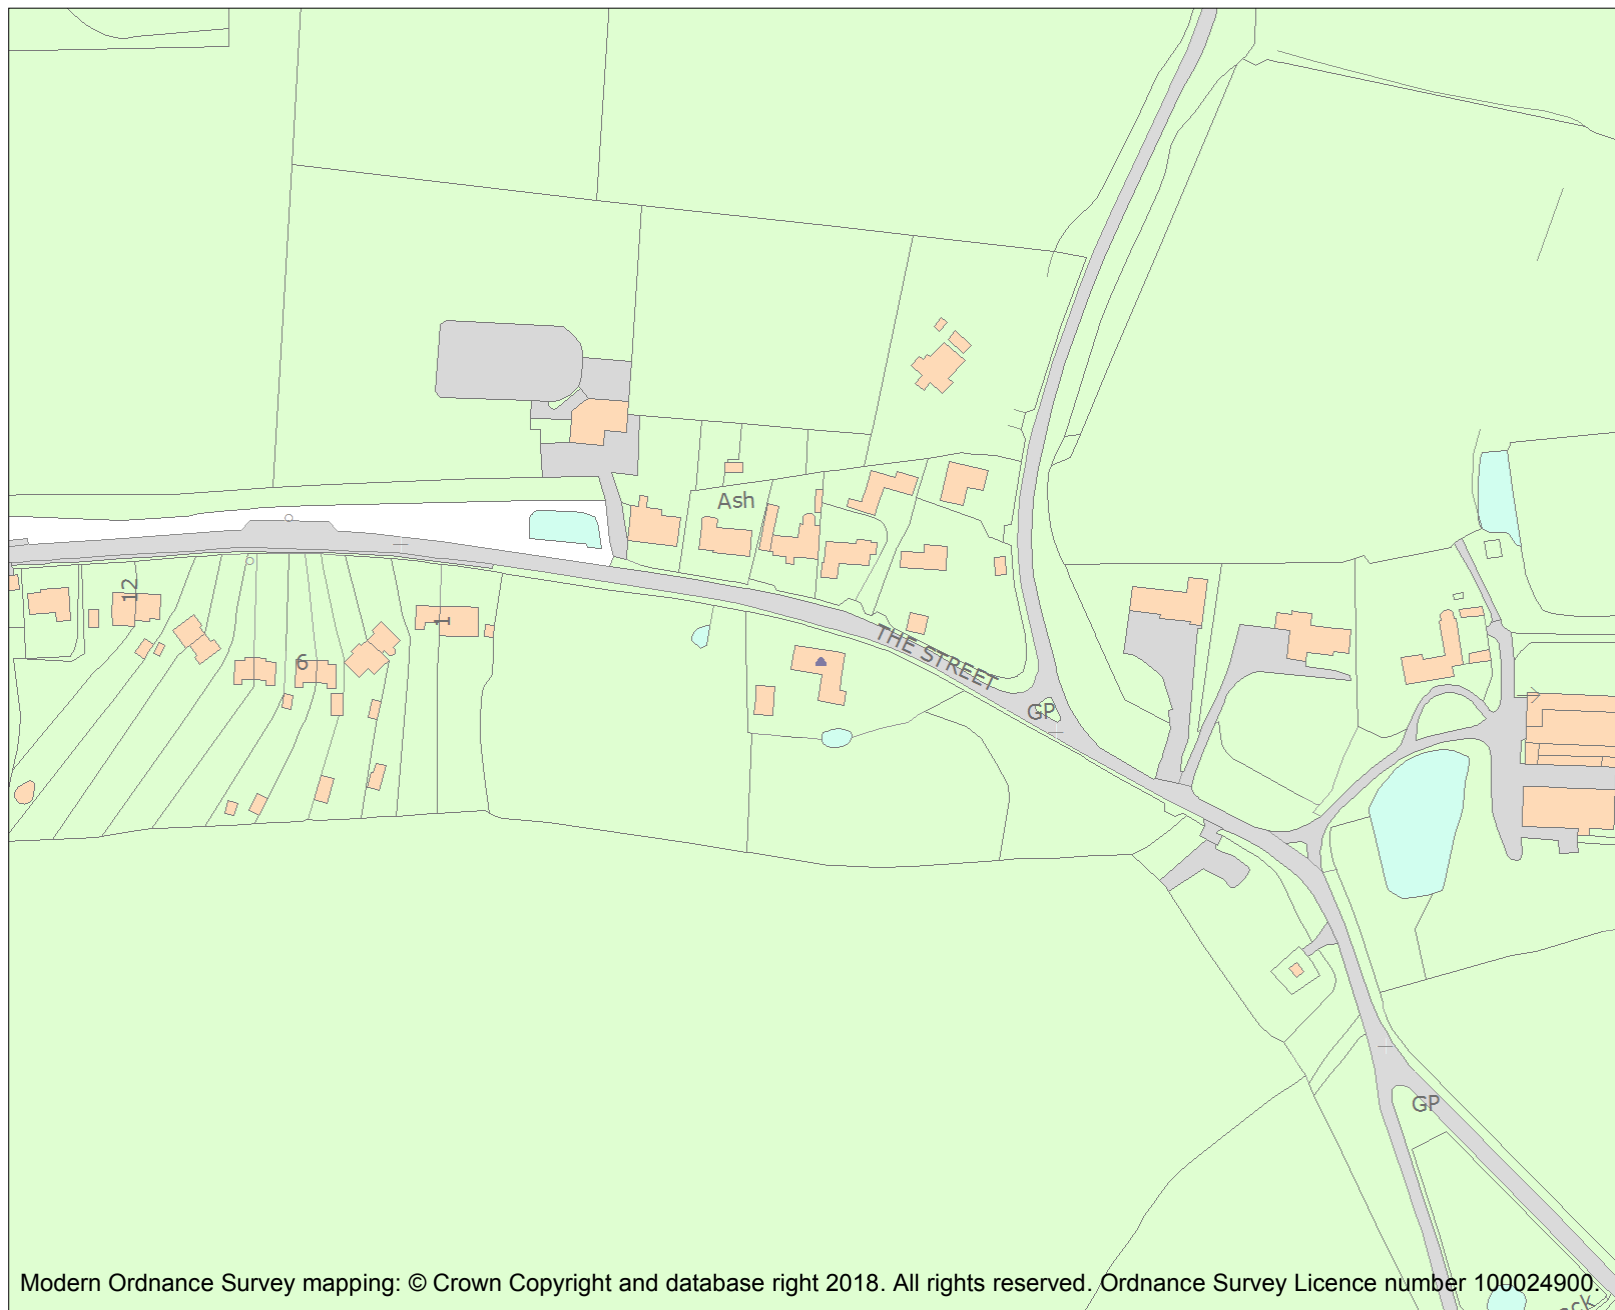 Ash
12
1
6
THE STREET
GP
GP
Modern Ordnance Survey mapping: © Crown Copyright and database right 2018. All rights reserved. Ordnance Survey Licence number 100024900.